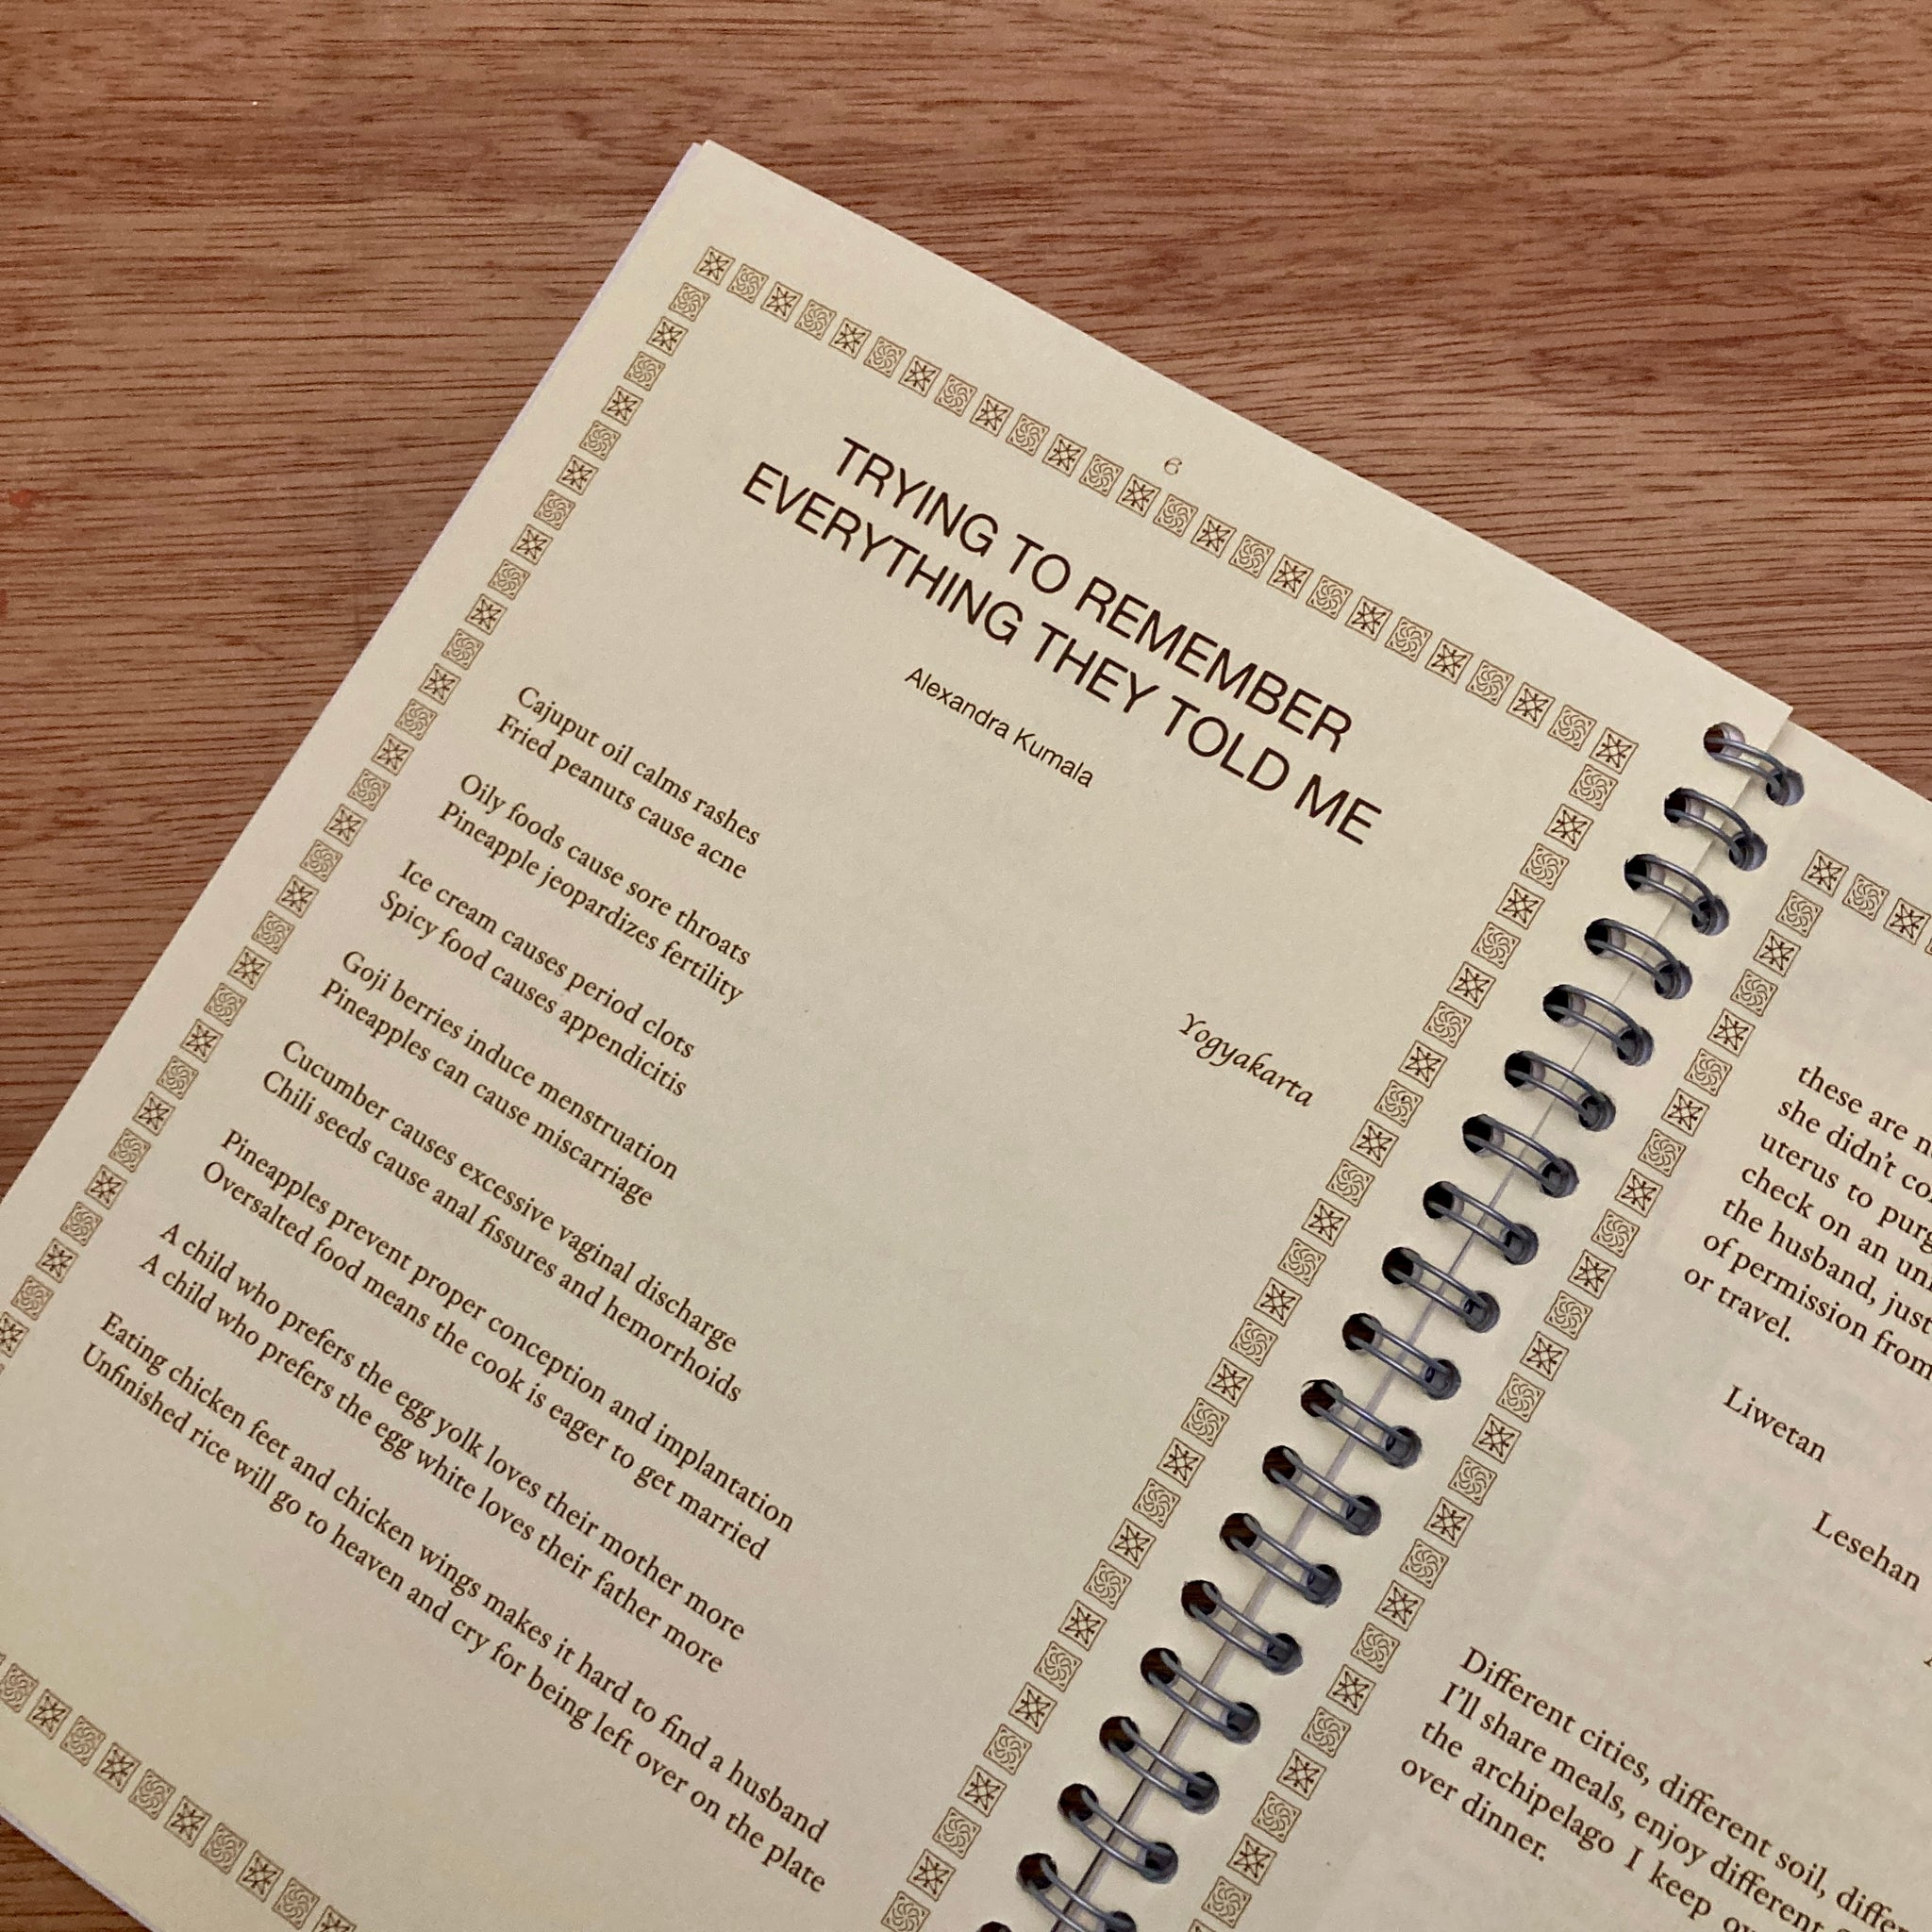 6
TRYING TO REMEMBER
EVERYTHING THEY TOLD ME
Alexandra Kumala
Yogyakarta
Cajuput oil calms rashes
Fried peanuts cause acne
Oily foods cause sore throats
Pineapple jeopardizes fertility
Ice cream causes period clots
Spicy food causes appendicitis
Goji berries induce menstruation
Pineapples can cause miscarriage
Cucumber causes excessive vaginal discharge
Chili seeds cause anal fissures and hemorrhoids
Pineapples prevent proper conception and implantation
Oversalted food means the cook is eager to get married
A child who prefers the egg yolk loves their mother more
A child who prefers the egg white loves their father more
Eating chicken feet and chicken wings makes it hard to find a husband
Unfinished rice will go to heaven and cry for being left over on the plate
these are
she didn't
uterus to
check on an
the husband, just
of permission from
or travel.
Liwetan
Lesehan
Different cities, different soil,
I'll share meals, enjoy different
the archipelago I keep
over dinner.